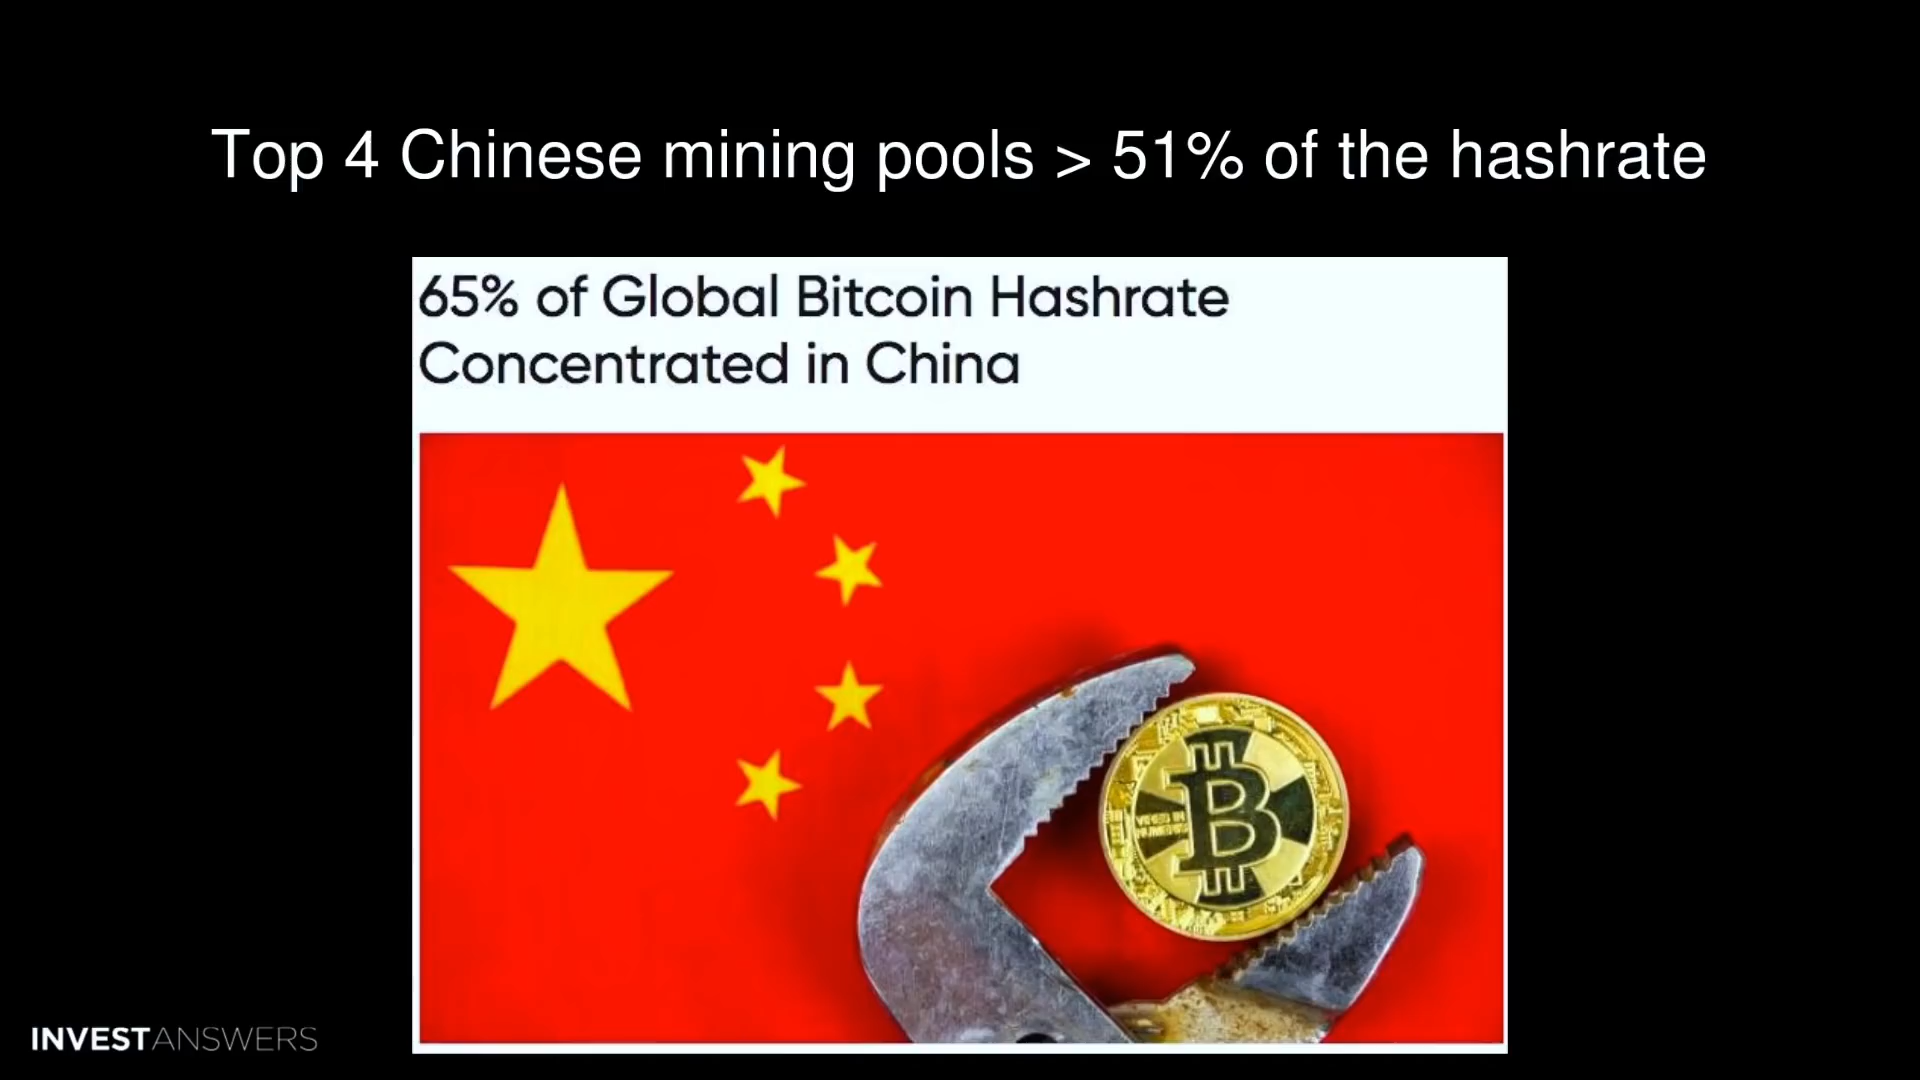 Top 4 Chinese mining pools > 51% of the hashrate
65% of Global Bitcoin Hashrate
Concentrated in China
INVESTANSWERS